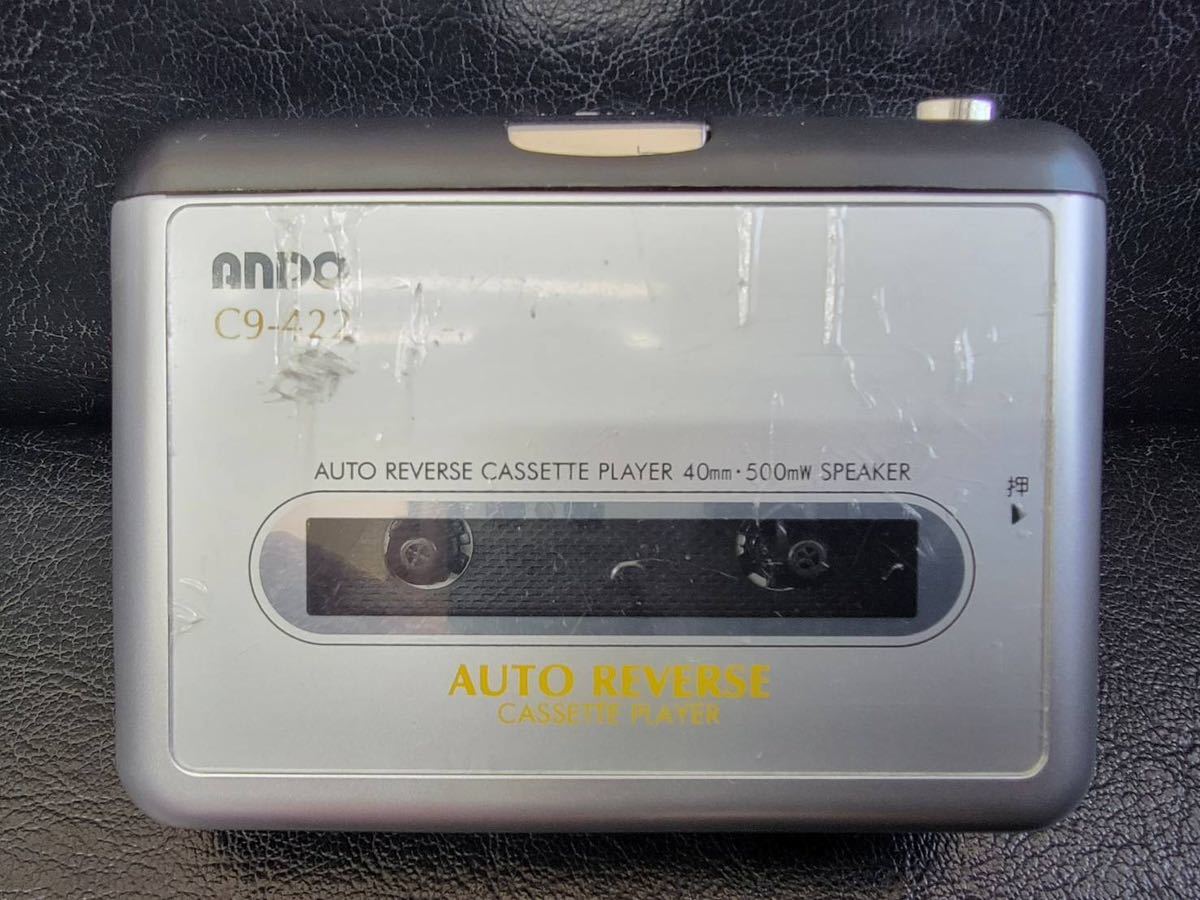 ANDO
C9-422
AUTO REVERSE CASSETTE PLAYER 40mm・500mW SPEAKER
押
▶
AUTO REVERSE
CASSETTE PLAYER